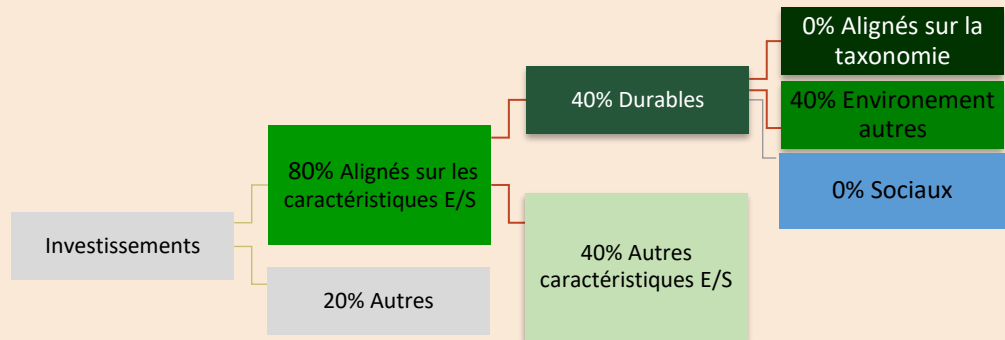 Investissements
80% Alignés sur les
caractéristiques E/S
20% Autres
40% Durables
40% Autres
caractéristiques E/S
0% Alignés sur la
taxonomie
40% Environement
autres
0% Sociaux